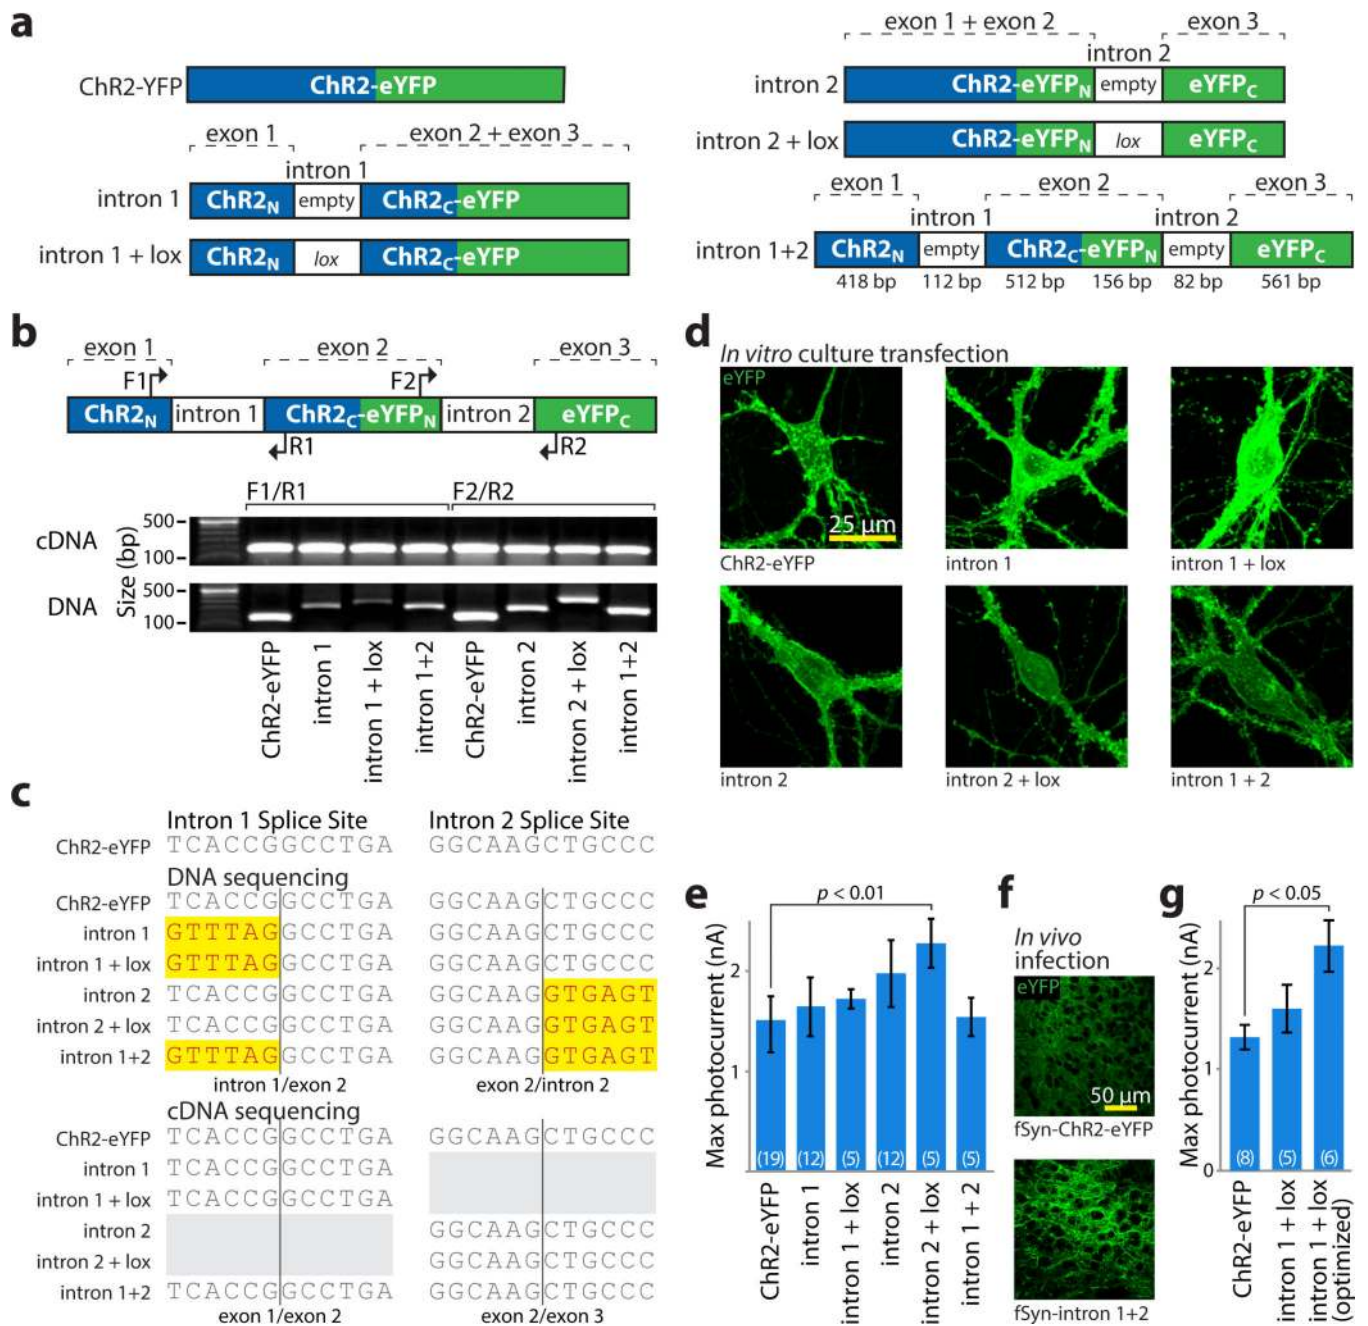 a
ChR2-YFP
ChR2-eYFP
exon 1
exon 2 + exon 3
intron 1
intron 1
ChR2N
empty
ChR2C-eYFP
intron 1 + lox
ChR2N
lox
ChR2C-eYFP
exon 1 + exon 2
exon 3
intron 2
intron 2
ChR2-eYFPN
empty
eYFPC
intron 2 + lox
ChR2-eYFPN
lox
eYFPC
exon 1
exon 2
exon 3
intron 1
intron 2
intron 1+2
ChR2N
empty
ChR2C-eYFPN
empty
eYFPC
418 bp
112 bp
512 bp
156 bp
82 bp
561 bp
b
exon 1
exon 2
exon 3
F1
F2
ChR2N
intron 1
ChR2C-eYFPN
intron 2
eYFPC
R1
R2
F1/R1
F2/R2
cDNA
DNA
Size (bp)
500
100
500
100
ChR2-eYFP
intron 1
intron 1 + lox
intron 1+2
ChR2-eYFP
intron 2
intron 2 + lox
intron 1+2
c
Intron 1 Splice Site
Intron 2 Splice Site
ChR2-eYFP TCACCGGCCTGA GGCAAGCTGCCC
DNA sequencing
ChR2-eYFP TCACCGGCCTGA GGCAAGCTGCCC
intron 1 GTTTAGGCCTGA GGCAAGCTGCCC
intron 1 + lox GTTTAGGCCTGA GGCAAGCTGCCC
intron 2 TCACCGGCCTGA GGCAAGGTGAGT
intron 2 + lox TCACCGGCCTGA GGCAAGGTGAGT
intron 1+2 GTTTAGGCCTGA GGCAAGGTGAGT
intron 1/exon 2
exon 2/intron 2
cDNA sequencing
ChR2-eYFP TCACCGGCCTGA GGCAAGCTGCCC
intron 1 TCACCGGCCTGA
intron 1 + lox TCACCGGCCTGA
intron 2 GGCAAGCTGCCC
intron 2 + lox GGCAAGCTGCCC
intron 1+2 TCACCGGCCTGA GGCAAGCTGCCC
exon 1/exon 2
exon 2/exon 3
d
In vitro culture transfection
eYFP
25 µm
ChR2-eYFP
intron 1
intron 1 + lox
intron 2
intron 2 + lox
intron 1 + 2
e
p < 0.01
Max photocurrent (nA)
2
1
(19)
(12)
(5)
(12)
(5)
(5)
ChR2-eYFP
intron 1
intron 1 + lox
intron 2
intron 2 + lox
intron 1 + 2
f
In vivo
infection
eYFP
50 µm
fSyn-ChR2-eYFP
fSyn-intron 1+2
g
p < 0.05
Max photocurrent (nA)
2
1
0
(8)
(5)
(6)
ChR2-eYFP
intron 1 + lox
intron 1 + lox
(optimized)